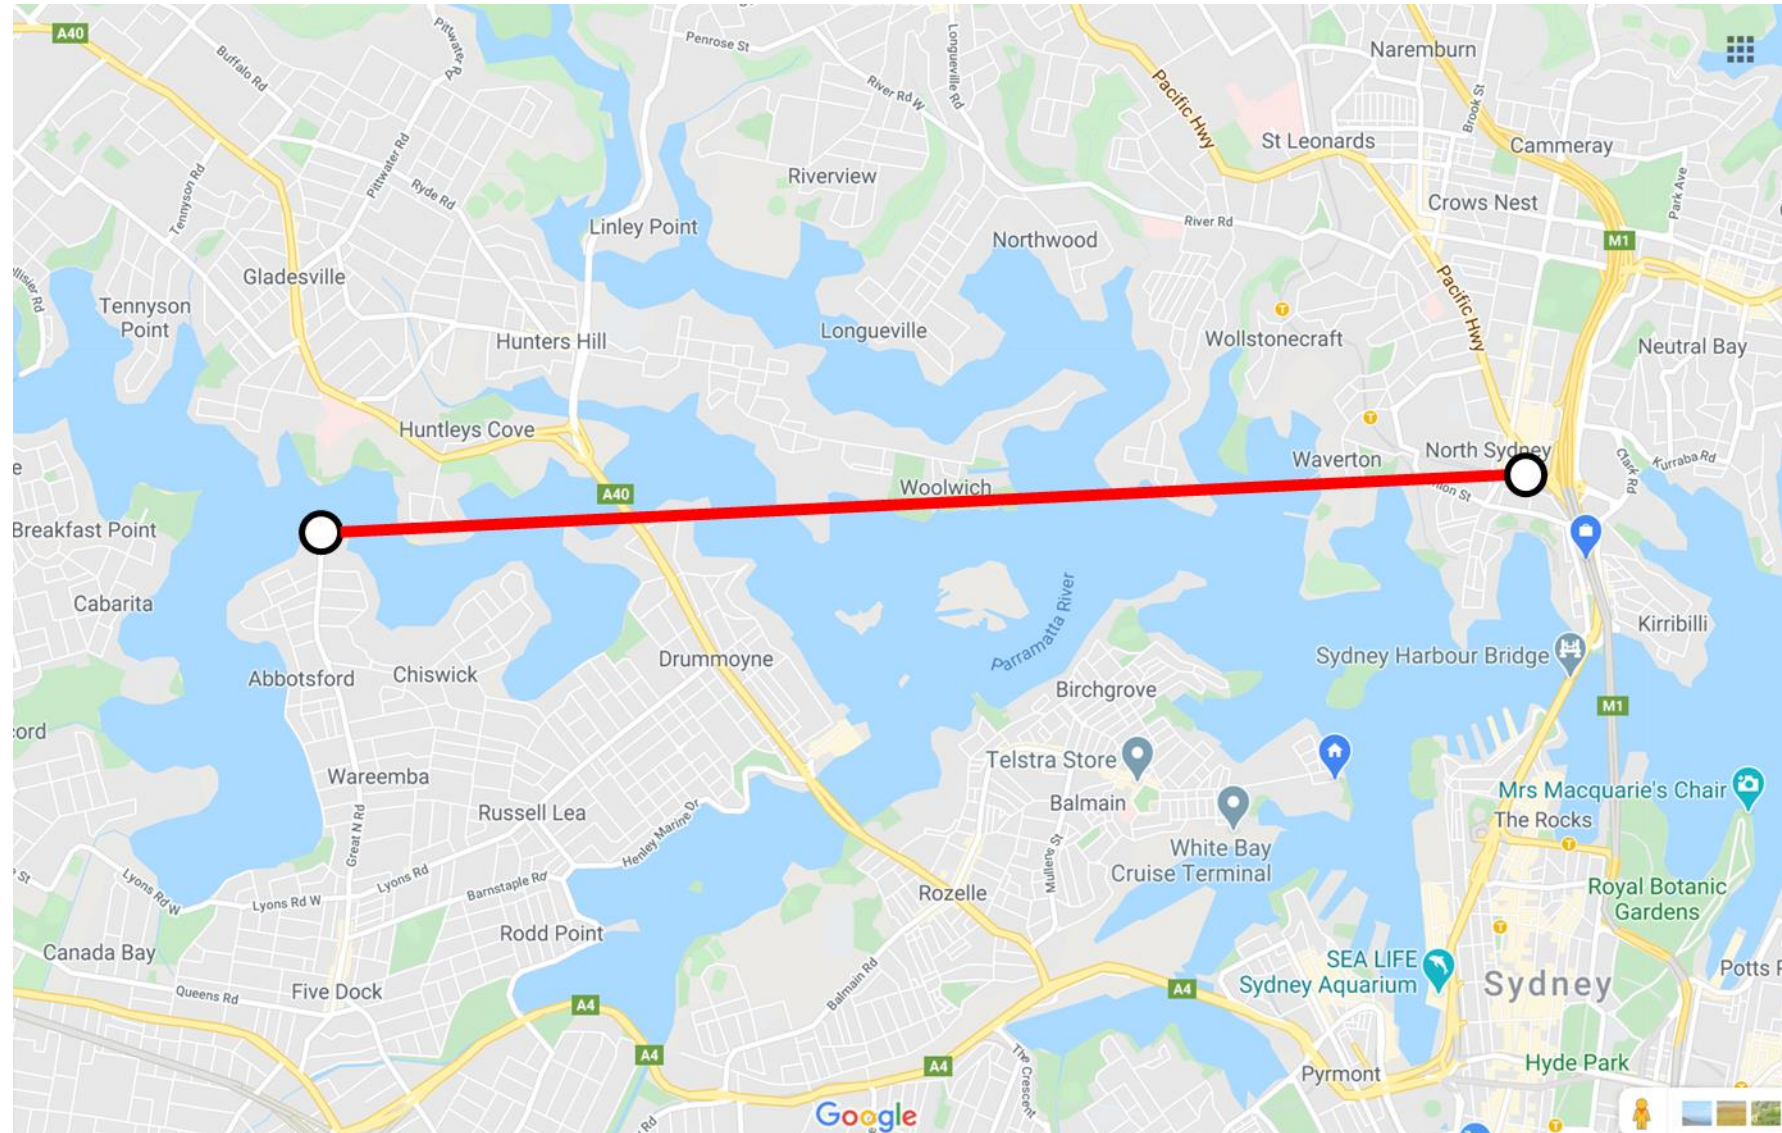 A40
Buffalo Rd
Pittwater Rd
Penrose St
Longueville Rd
River Rd W
Pacific Hwy
Naremburn
Brook St
St Leonards
Cammeray
Tennyson Rd
Pittwater Rd
Ryde Rd
Riverview
Crows Nest
Park Ave
Linley Point
Northwood
River Rd
M1
Gladesville
Tennyson
Point
Pacific Hwy
Hunters Hill
Longueville
Wollstonecraft
Neutral Bay
Huntleys Cove
Waverton
North Sydney
Clark Rd
Kurraba Rd
A40
Woolwich
Breakfast Point
Cabarita
Parramatta River
Kirribilli
Abbotsford
Chiswick
Drummoyne
Sydney Harbour Bridge
Birchgrove
M1
Telstra Store
Wareemba
Mrs Macquarie's Chair
Balmain
The Rocks
Russell Lea
Great N Rd
Henley Marine Dr
Mullens St
White Bay
Cruise Terminal
Lyons Rd W
Lyons Rd
Lyons Rd W
Barnstaple Rd
Rozelle
Royal Botanic
Gardens
Rodd Point
Canada Bay
Balmain Rd
SEA LIFE
Sydney Aquarium
Sydney
Queens Rd
Five Dock
A4
A4
A4
A4
The Crescent
Pyrmont
Hyde Park
Google